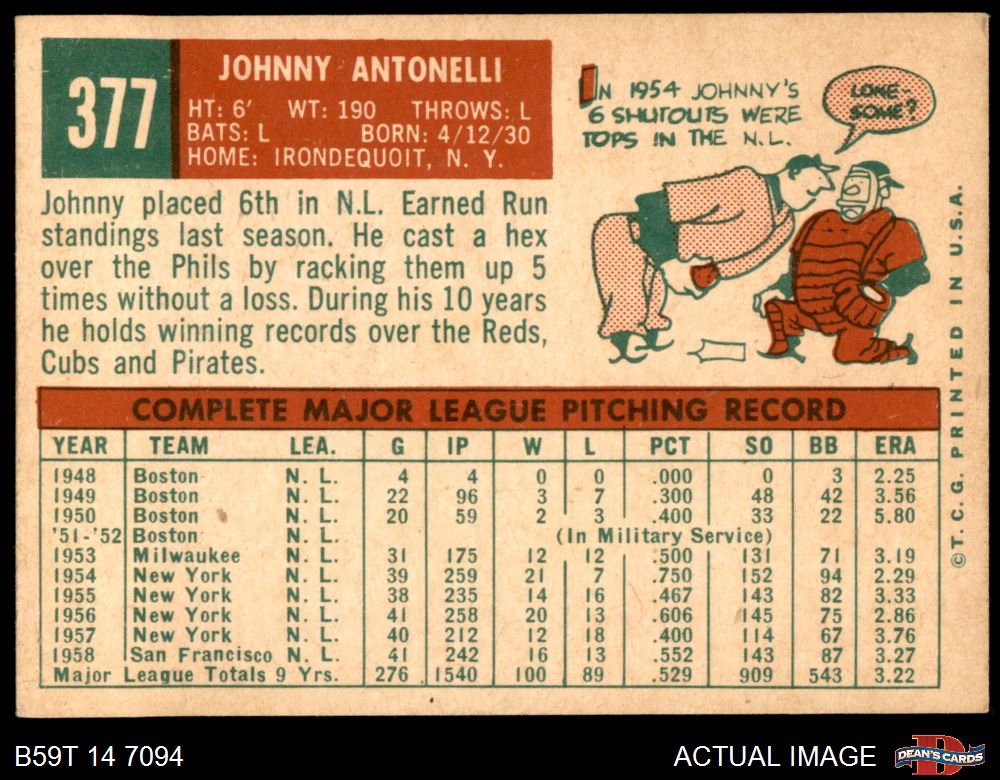 377
JOHNNY ANTONELLI
HT: 6' WT: 190 THROWS: L
BATS: L BORN: 4/12/30
HOME: IRONDEQUOIT, N. Y.
Johnny placed 6th in N.L. Earned Run
standings last season. He cast a hex
over the Phils by racking them up 5
times without a loss. During his 10 years
he holds winning records over the Reds,
Cubs and Pirates.
IN 1954 JOHNNY'S
6 SHUTOUTS WERE
TOPS IN THE N.L.
LONE-
SOME?
COMPLETE MAJOR LEAGUE PITCHING RECORD
YEAR TEAM LEA. G IP W L PCT SO BB ERA
1948 Boston N. L. 4 4 0 0 .000 0 3 2.25
1949 Boston N. L. 22 96 3 7 .300 48 42 3.56
1950 Boston N. L. 20 59 2 3 .400 33 22 5.80
'51-'52 Boston N. L. (In Military Service)
1953 Milwaukee N. L. 31 175 12 12 .500 131 71 3.19
1954 New York N. L. 39 259 21 7 .750 152 94 2.29
1955 New York N. L. 38 235 14 16 .467 143 82 3.33
1956 New York N. L. 41 258 20 13 .606 145 75 2.86
1957 New York N. L. 40 212 12 18 .400 114 67 3.76
1958 San Francisco N. L. 41 242 16 13 .552 143 87 3.27
Major League Totals 9 Yrs. 276 1540 100 89 .529 909 543 3.22
©T. C. G. PRINTED IN U.S.A.
B59T 14 7094
ACTUAL IMAGE
D
DEAN'S CARDS